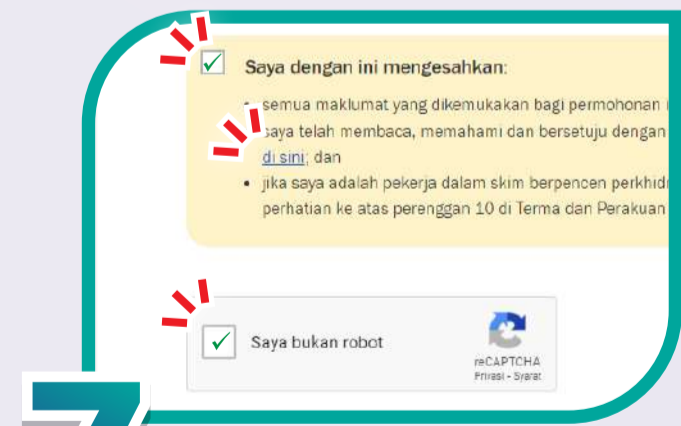 Saya dengan ini mengesahkan:
semua maklumat yang dikemukakan bagi permohonan
saya telah membaca, memahami dan bersetuju dengan
di sini; dan
jika saya adalah pekerja dalam skim berpencen
perhatian ke atas perenggan 10 di Terma dan Perakuan
Saya bukan robot
reCAPTCHA
Privasi - Syarat
7